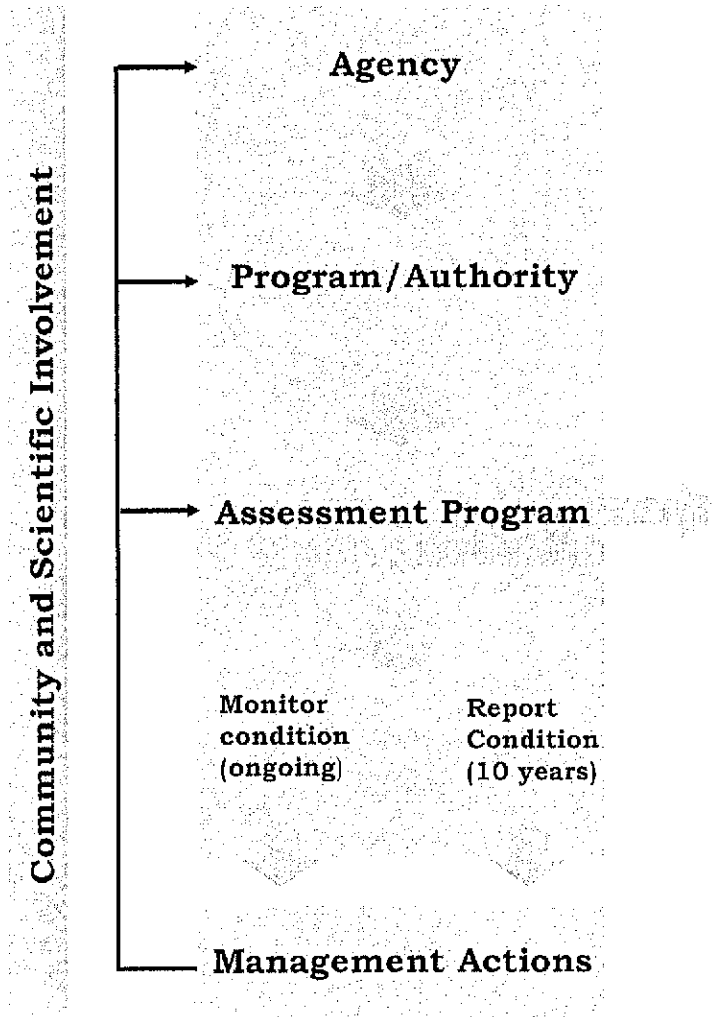 Community and Scientific Involvement
Agency
Program/Authority
Assessment Program
Monitor
condition
(ongoing)
Report
Condition
(10 years)
Management Actions